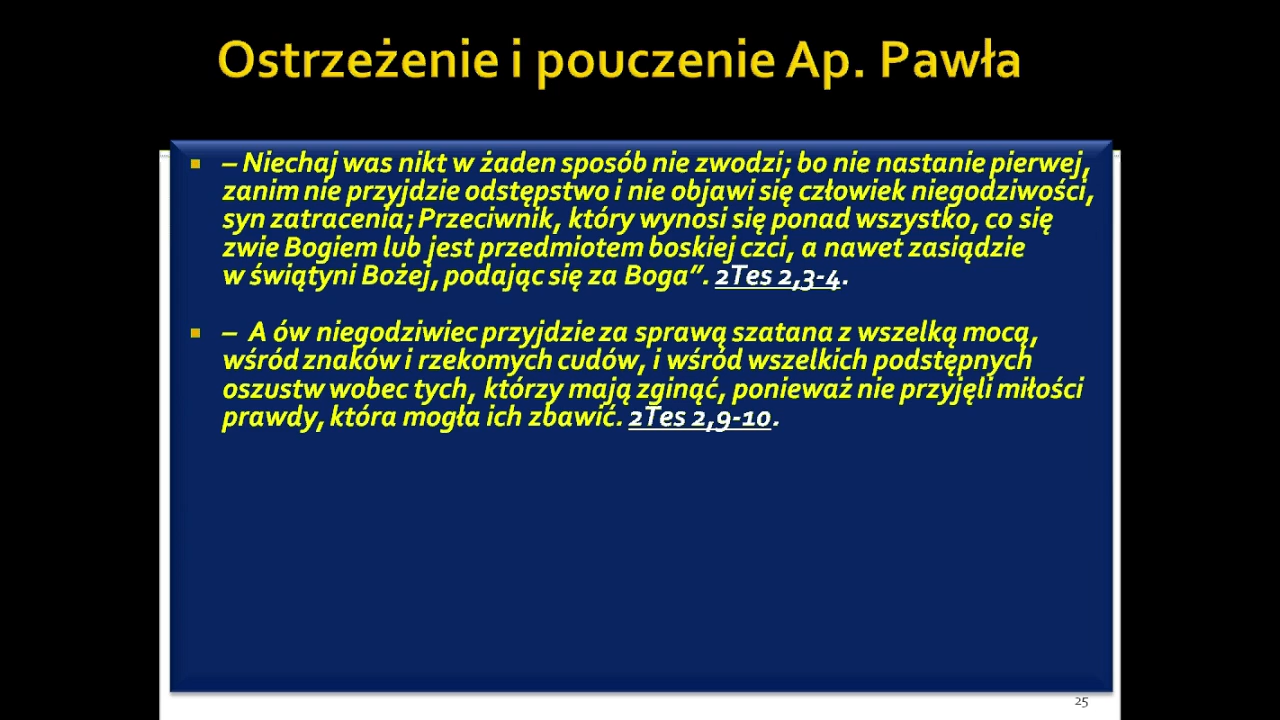 Ostrzeżenie i pouczenie Ap. Pawła
– Niechaj was nikt w żaden sposób nie zwodzi; bo nie nastanie pierwej,
zanim nie przyjdzie odstępstwo i nie objawi się człowiek niegodziwości,
syn zatracenia; Przeciwnik, który wynosi się ponad wszystko, co się
zwie Bogiem lub jest przedmiotem boskiej czci, a nawet zasiądzie
w świątyni Bożej, podając się za Boga”. 2Tes 2,3-4.
– A ów niegodziwiec przyjdzie za sprawą szatana z wszelką mocą,
wśród znaków i rzekomych cudów, i wśród wszelkich podstępnych
oszustw wobec tych, którzy mają zginąć, ponieważ nie przyjęli miłości
prawdy, która mogła ich zbawić. 2Tes 2,9-10.
25